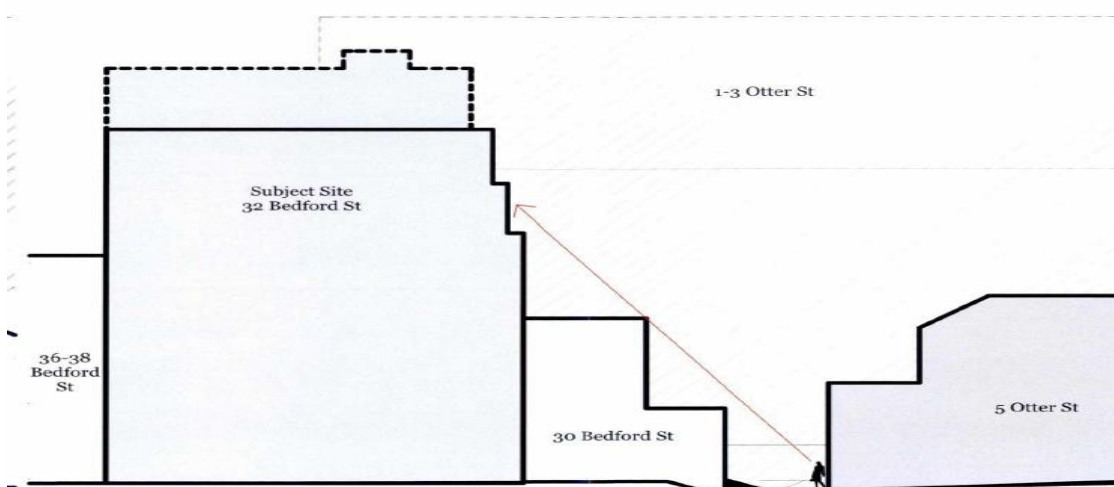 1-3 Otter St
Subject Site
32 Bedford St
36-38
Bedford
St
30 Bedford St
5 Otter St